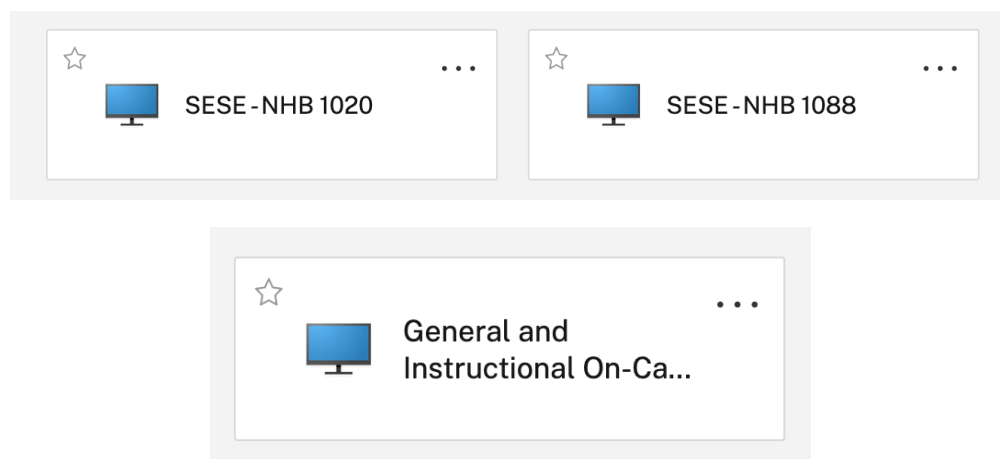 SESE - NHB 1020
SESE - NHB 1088
General and
Instructional On-Ca...